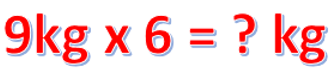 9kg x 6 = ? kg